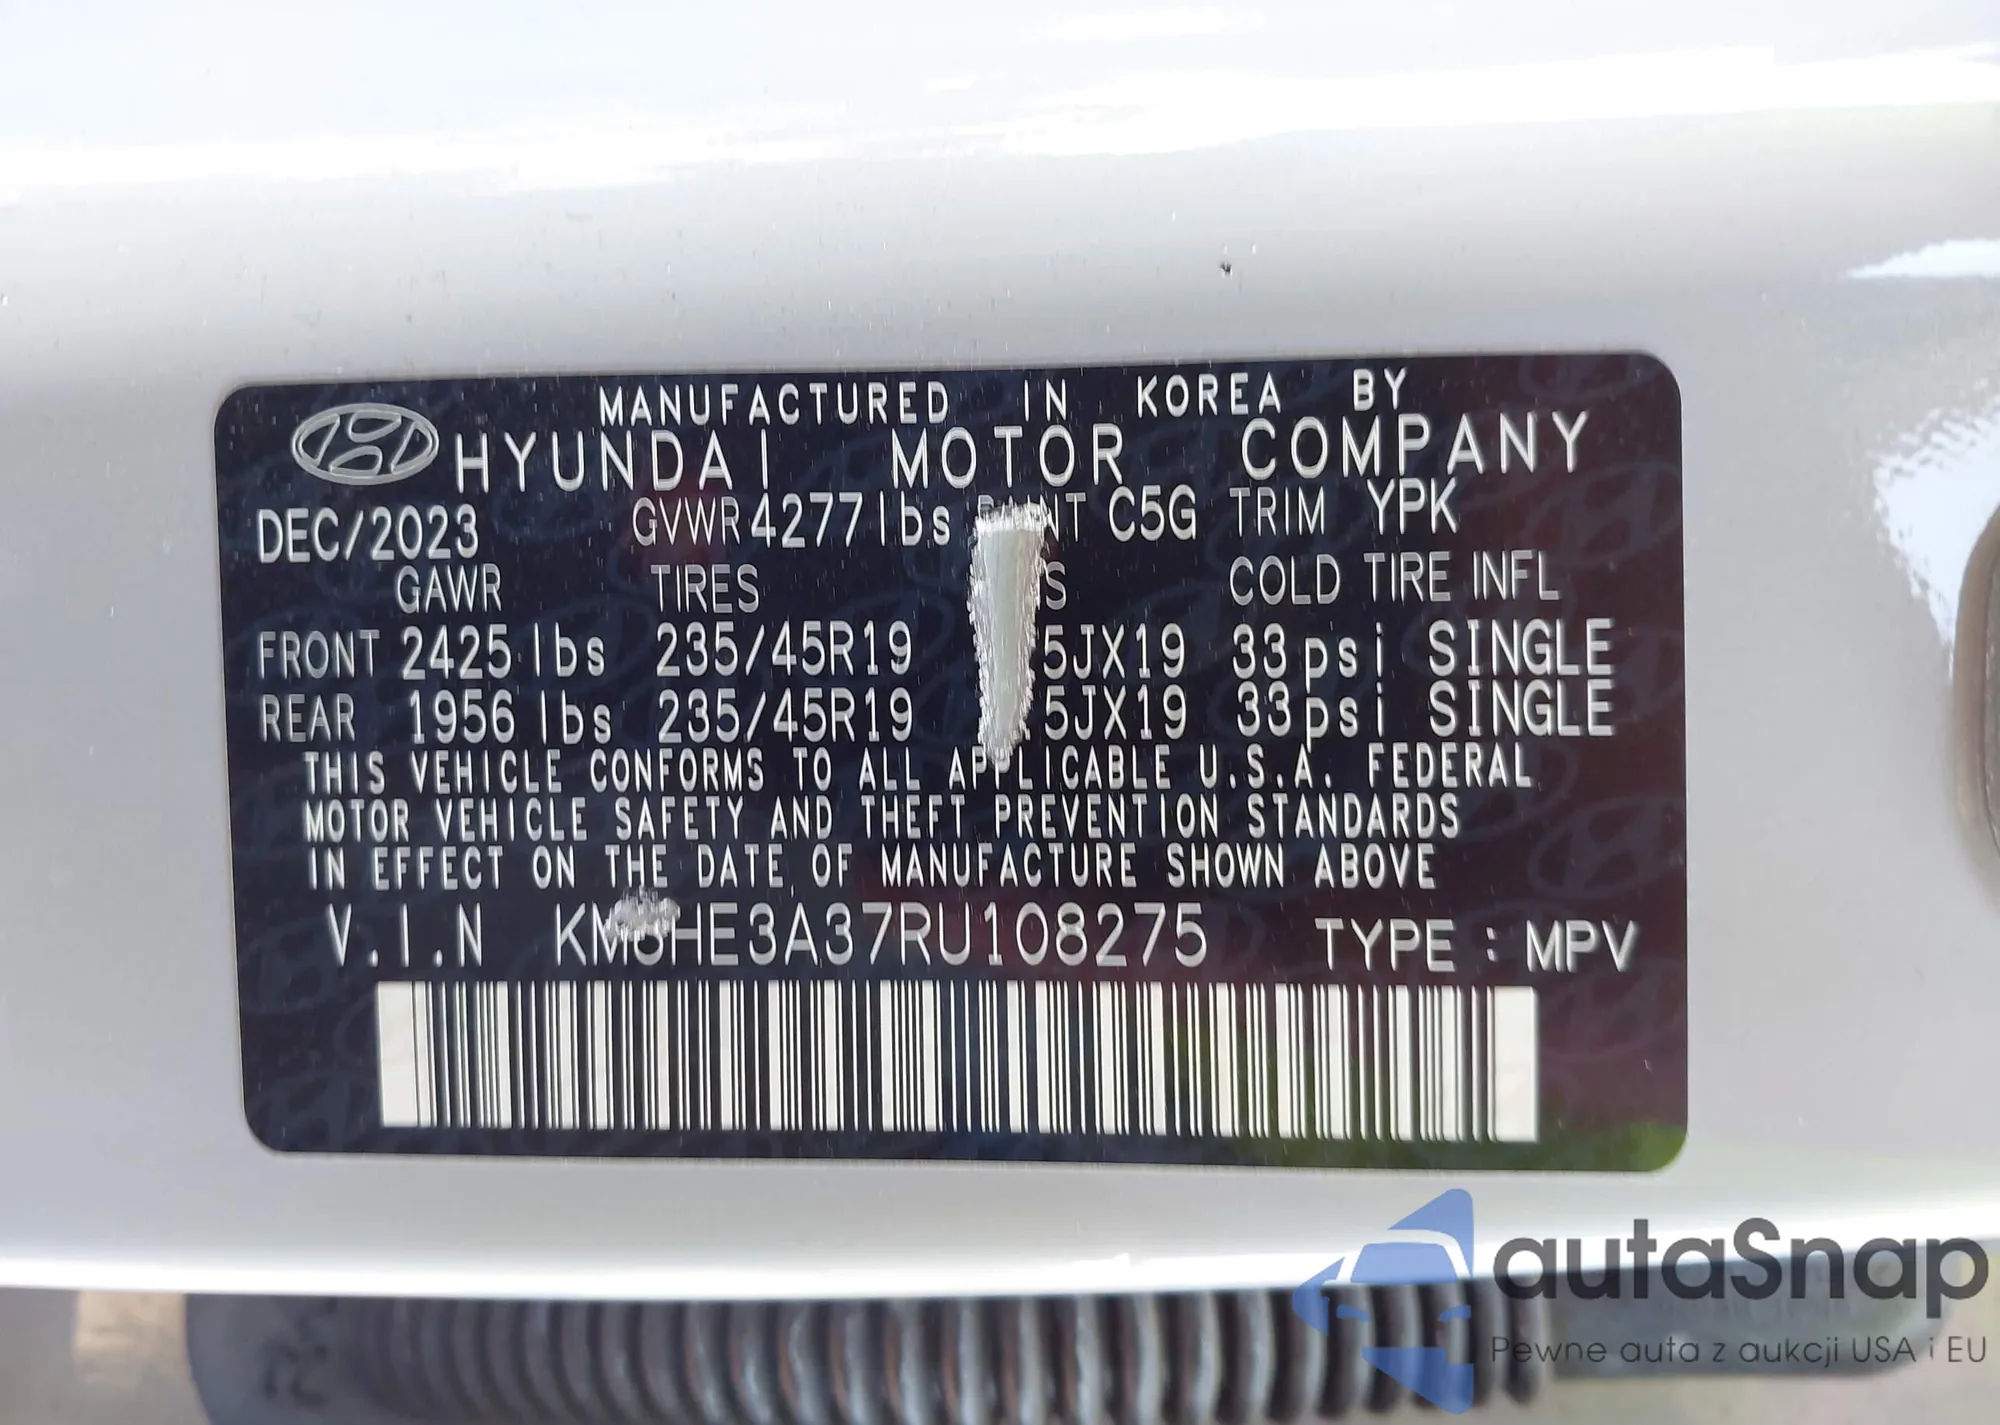 MANUFACTURED IN KOREA BY
HYUNDAI MOTOR COMPANY
DEC/2023 GVWR 4277 lbs PAINT C5G TRIM YPK
GAWR TIRES COLD TIRE INFL
FRONT 2425 lbs 235/45R19 5JX19 33 psi SINGLE
REAR 1956 lbs 235/45R19 .5JX19 33 psi SINGLE
THIS VEHICLE CONFORMS TO ALL APPLICABLE U.S.A. FEDERAL
MOTOR VEHICLE SAFETY AND THEFT PREVENTION STANDARDS
IN EFFECT ON THE DATE OF MANUFACTURE SHOWN ABOVE
V.I.N KM8HE3A37RU108275 TYPE : MPV
autaSnap
Pewne auta z aukcji USA i EU